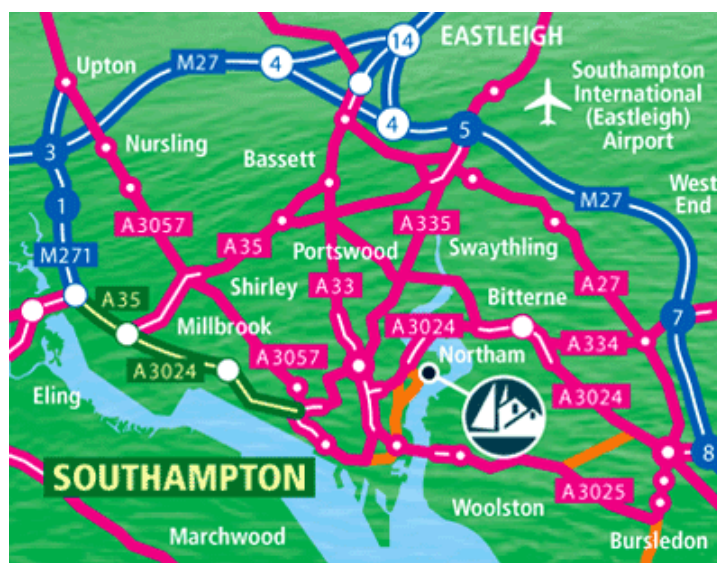 14
EASTLEIGH
M27
4
Upton
Southampton
International
(Eastleigh)
Airport
4
5
Nursling
3
Bassett
West
End
M27
1
A3057
A335
A35
Portswood
Swaythling
M271
A35
Shirley
A33
A27
Bitterne
7
Millbrook
A3024
A334
A3057
Northam
A3024
Eling
A3024
8
SOUTHAMPTON
A3025
Woolston
Marchwood
Bursledon